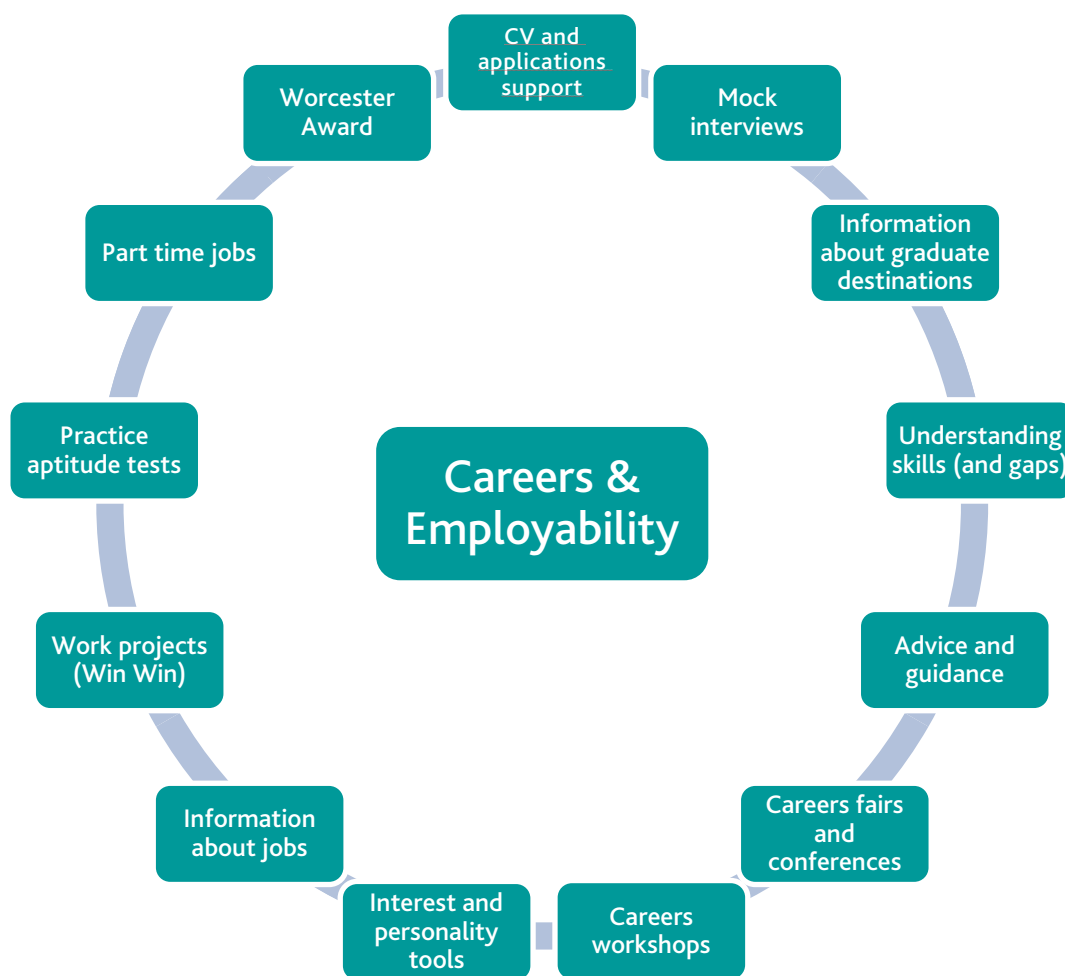 CV and
applications
support
Mock
interviews
Information
about graduate
destinations
Understanding
skills (and gaps)
Advice and
guidance
Careers fairs
and
conferences
Careers
workshops
Interest and
personality
tools
Information
about jobs
Work projects
(Win Win)
Practice
aptitude tests
Part time jobs
Worcester
Award
Careers &
Employability